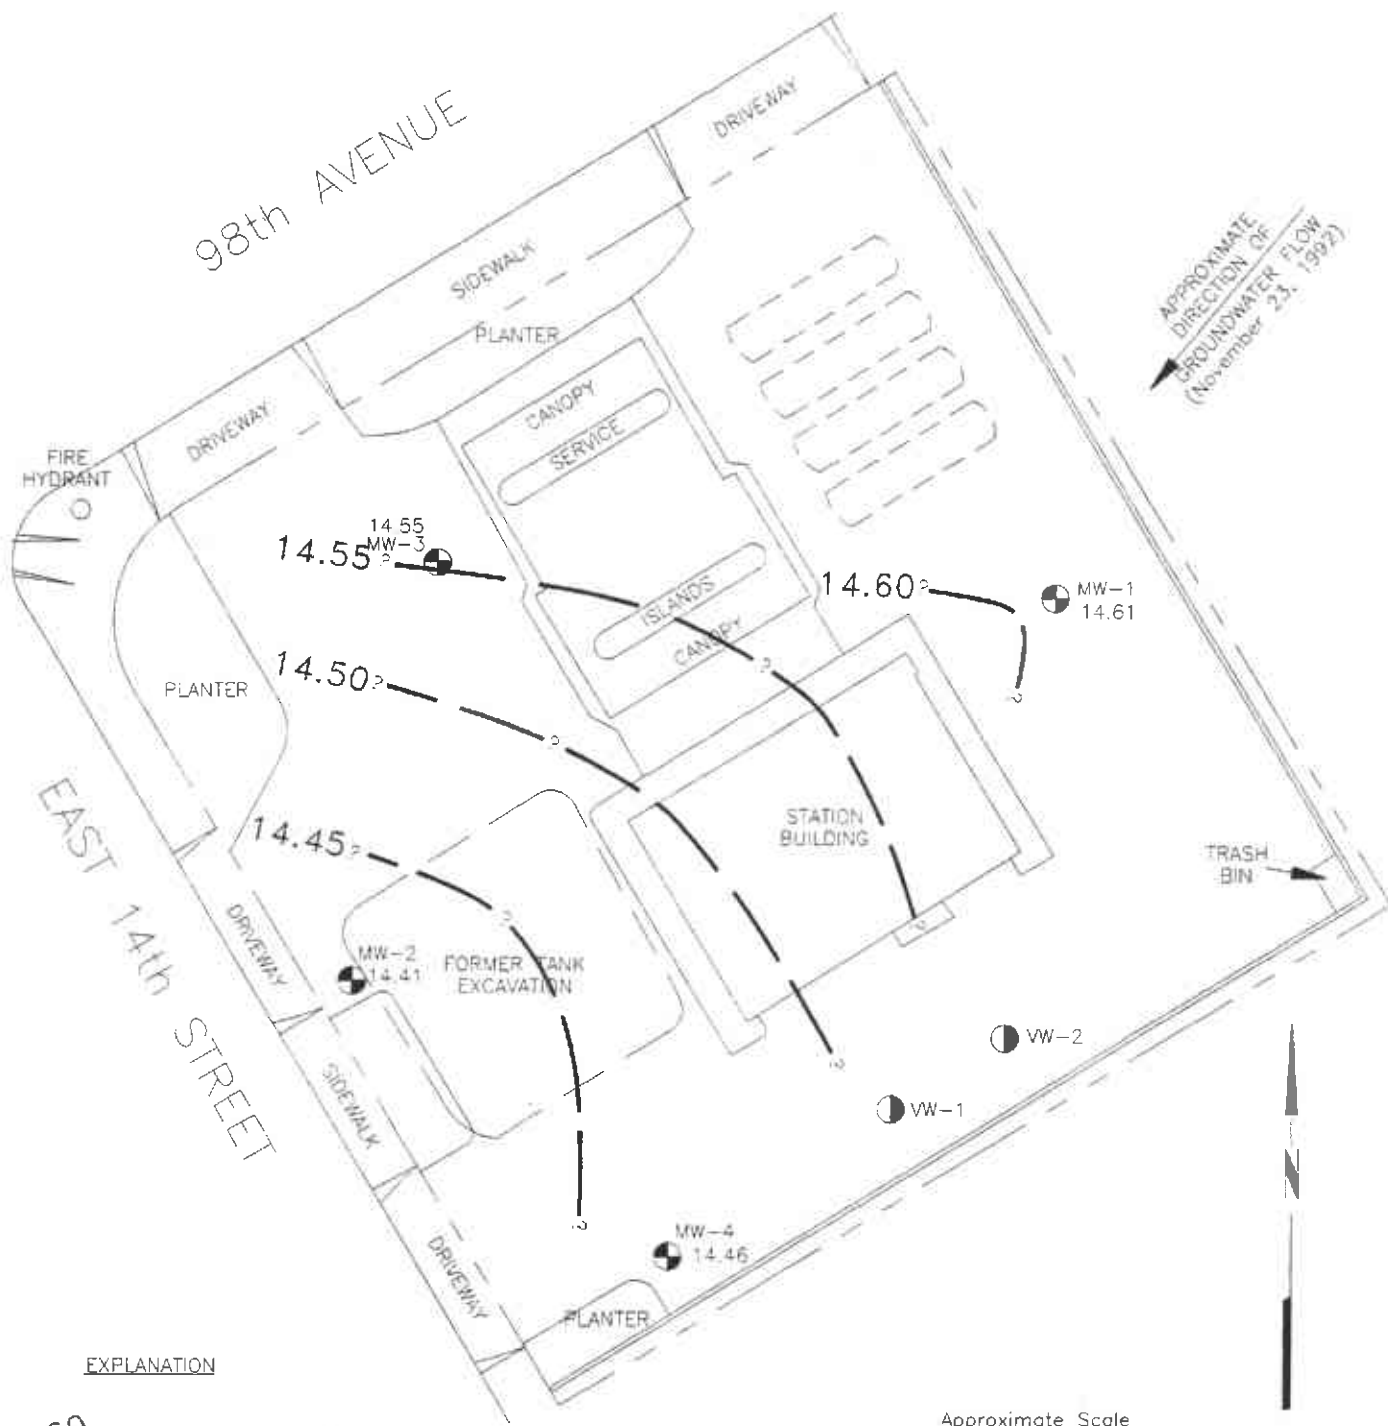 98th AVENUE
DRIVEWAY
SIDEWALK
PLANTER
DRIVEWAY
CANOPY
SERVICE
APPROXIMATE
DIRECTION OF
GROUNDWATER FLOW
(November 23, 1992)
FIRE
HYDRANT
14.55
MW-3
14.55?
ISLANDS
CANOPY
?
14.60?
?
MW-1
14.61
PLANTER
14.50?
?
?
14.45?
?
?
STATION
BUILDING
TRASH
BIN
EAST 14th STREET
DRIVEWAY
MW-2
14.41
FORMER TANK
EXCAVATION
VW-2
VW-1
SIDEWALK
DRIVEWAY
MW-4
14.46
PLANTER
N
EXPLANATION
Approximate Scale